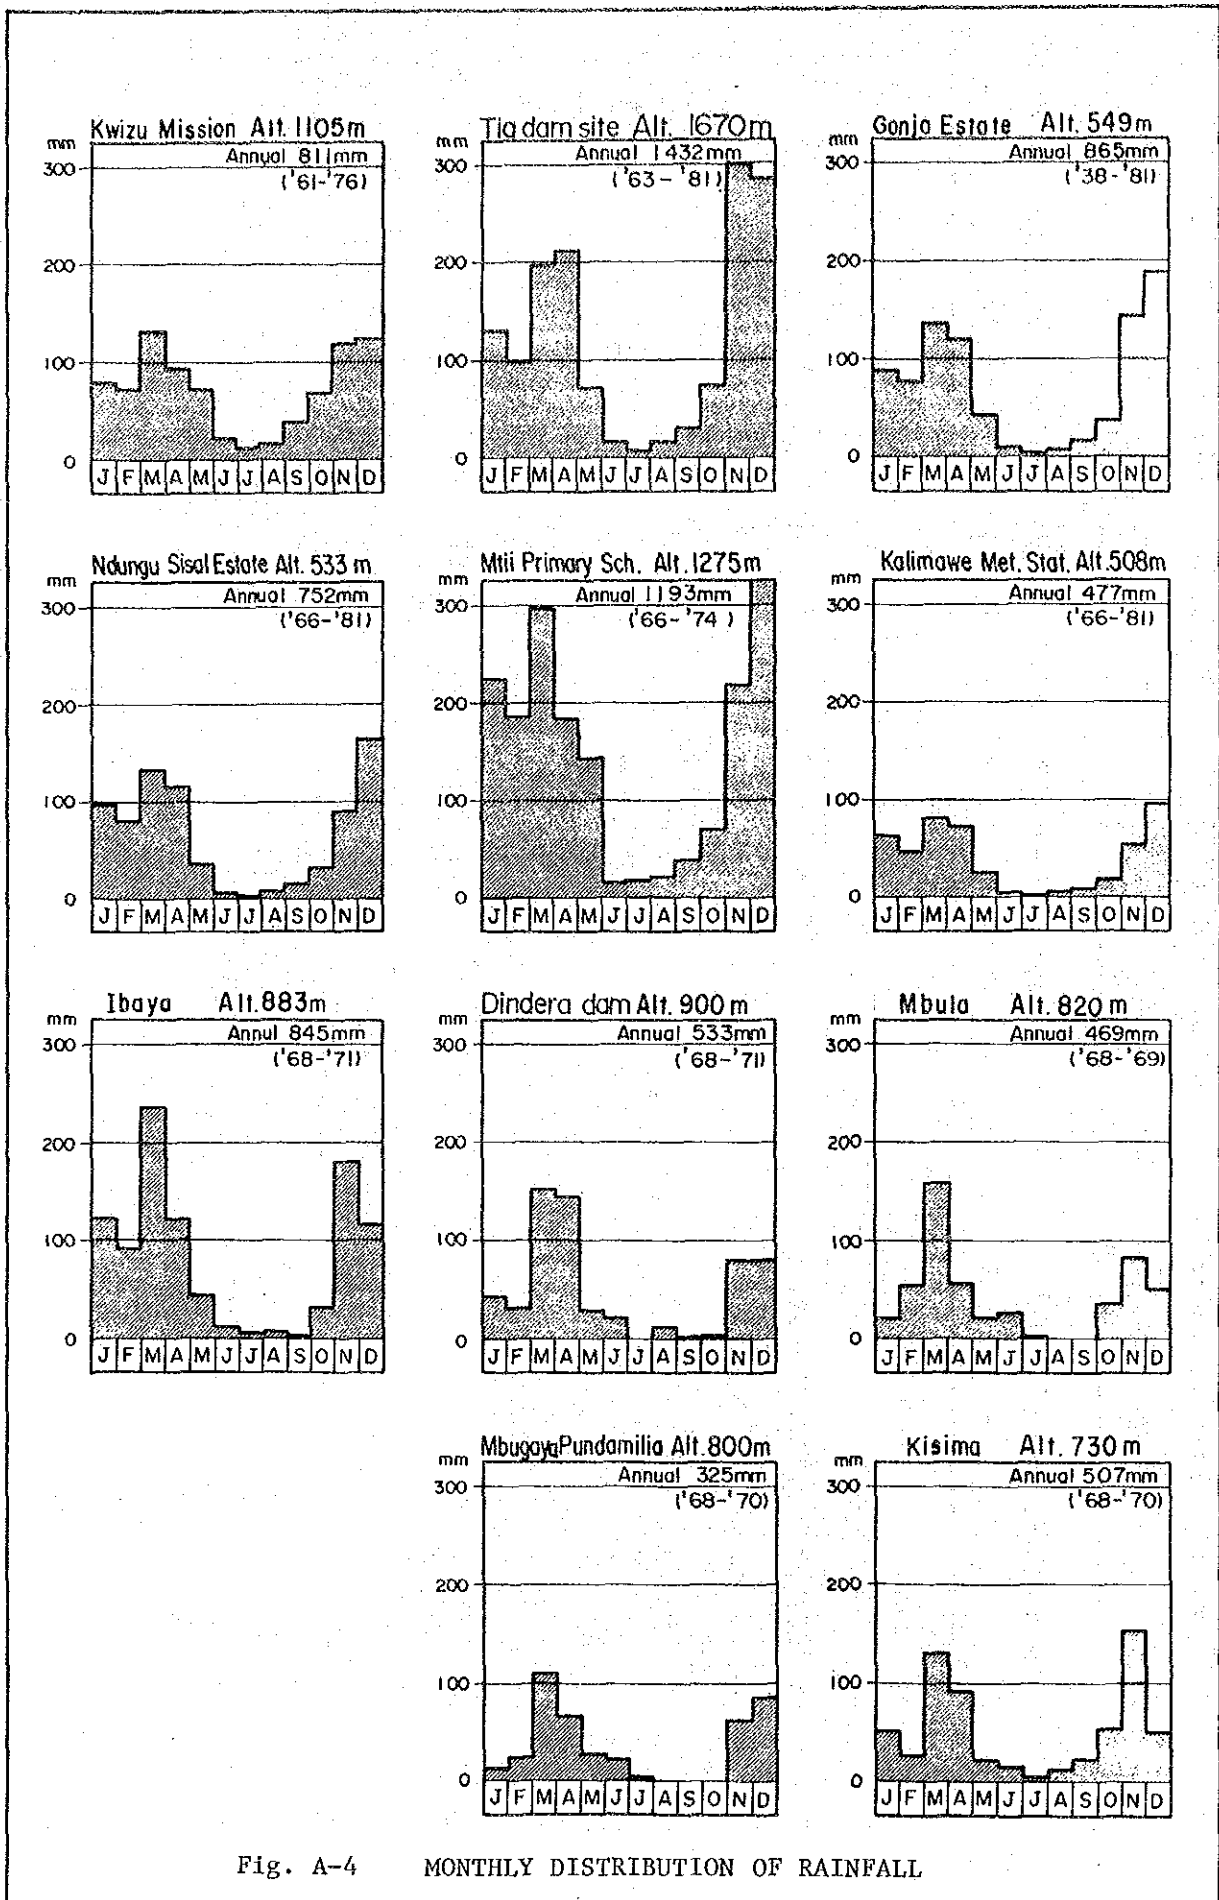 Kwizu Mission Alt. 1105m
mm
Annual 811mm
('61-'76)
300
200
100
0
J F M A M J J A S O N D
Tia dam site Alt. 1670m
mm
Annual 1432mm
('63-'81)
300
200
100
0
J F M A M J J A S O N D
Gonja Estate Alt. 549m
mm
Annual 865mm
('38-'81)
300
200
100
0
J F M A M J J A S O N D
Ndungu Sisal Estate Alt. 533 m
mm
Annual 752mm
('66-'81)
300
200
100
0
J F M A M J J A S O N D
Mtii Primary Sch. Alt. 1275m
mm
Annual 1193mm
('66-'74)
300
200
100
0
J F M A M J J A S O N D
Kalimawe Met. Stat. Alt. 508m
mm
Annual 477mm
('66-'81)
300
200
100
0
J F M A M J J A S O N D
Ibaya Alt. 883m
mm
Annul 845mm
('68-'71)
300
200
100
0
J F M A M J J A S O N D
Dindera dam Alt. 900 m
mm
Annual 533mm
('68-'71)
300
200
100
0
J F M A M J J A S O N D
Mbula Alt. 820 m
mm
Annual 469mm
('68-'69)
300
200
100
0
J F M A M J J A S O N D
Mbugaya Pundamilia Alt. 800m
mm
Annual 325mm
('68-'70)
300
200
100
0
J F M A M J J A S O N D
Kisima Alt. 730 m
mm
Annual 507mm
('68-'70)
300
200
100
0
J F M A M J J A S O N D
Fig. A-4 MONTHLY DISTRIBUTION OF RAINFALL